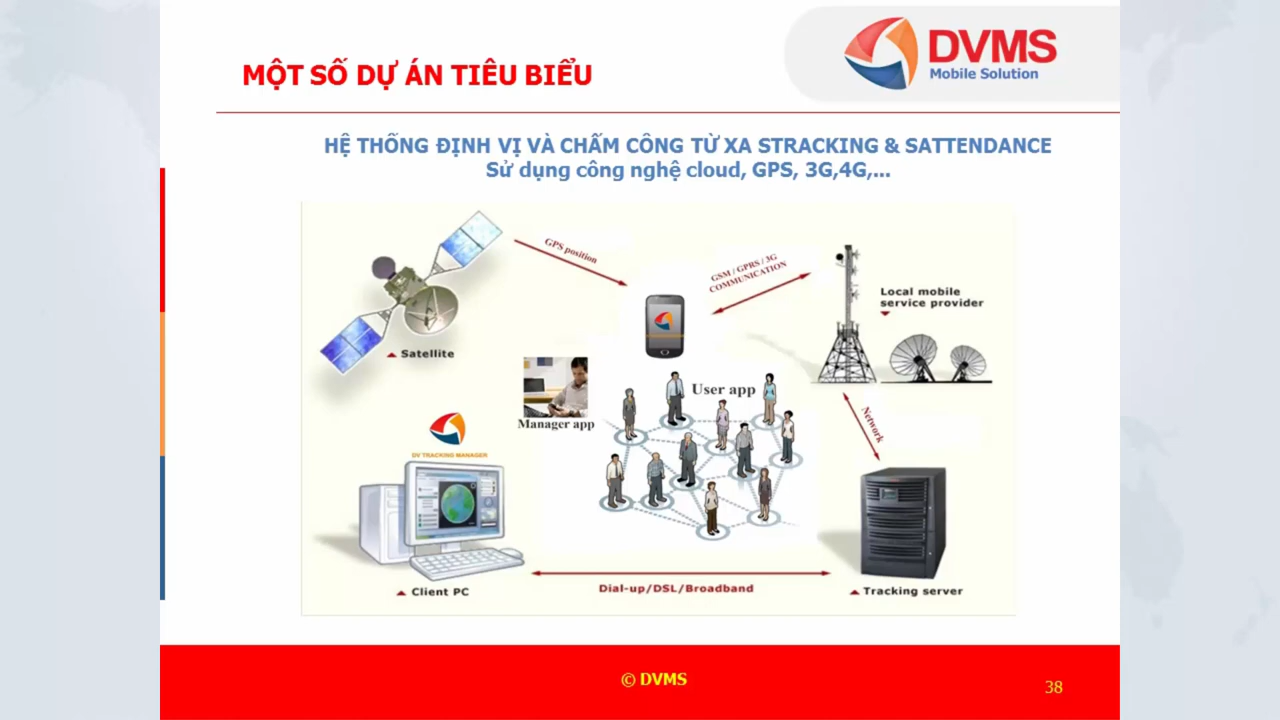 DVMS
Mobile Solution
MỘT SỐ DỰ ÁN TIÊU BIỂU
HỆ THỐNG ĐỊNH VỊ VÀ CHẤM CÔNG TỪ XA STRACKING & SATTENDANCE
Sử dụng công nghệ cloud, GPS, 3G,4G,...
GPS position
GSM / GPRS / 3G
COMMUNICATION
Local mobile
service provider
Satellite
User app
Manager app
Network
DV TRACKING MANAGER
Client PC
Dial-up/DSL/Broadband
Tracking server
© DVMS
38